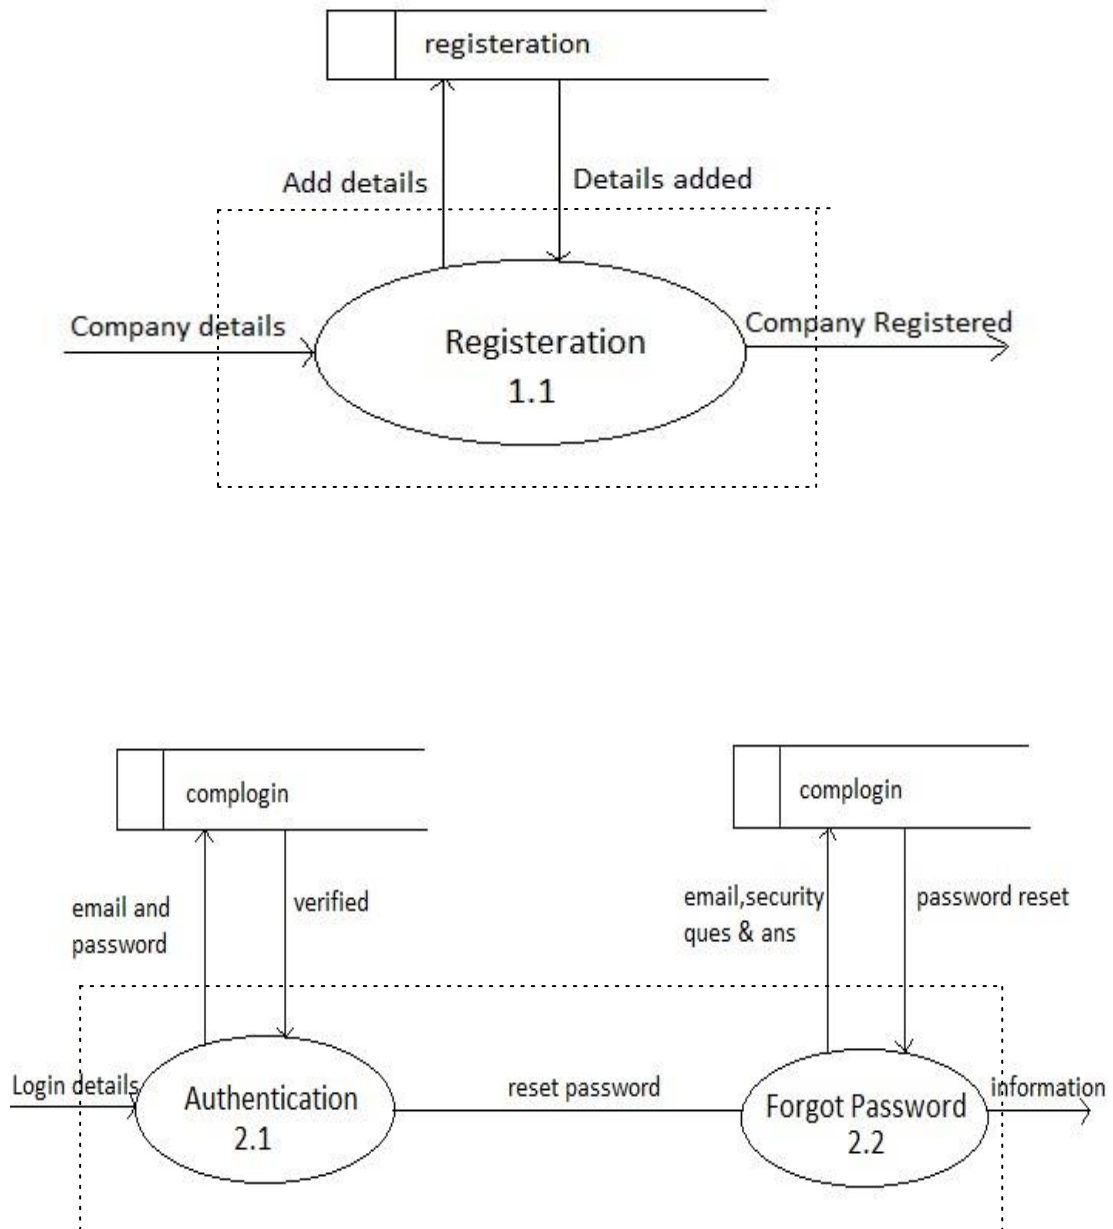 registeration
Add details
Details added
Company details
Company Registered
Registeration
1.1
complogin
complogin
email and
password
verified
email,security
ques & ans
password reset
Login details
Authentication
2.1
reset password
Forgot Password
2.2
information